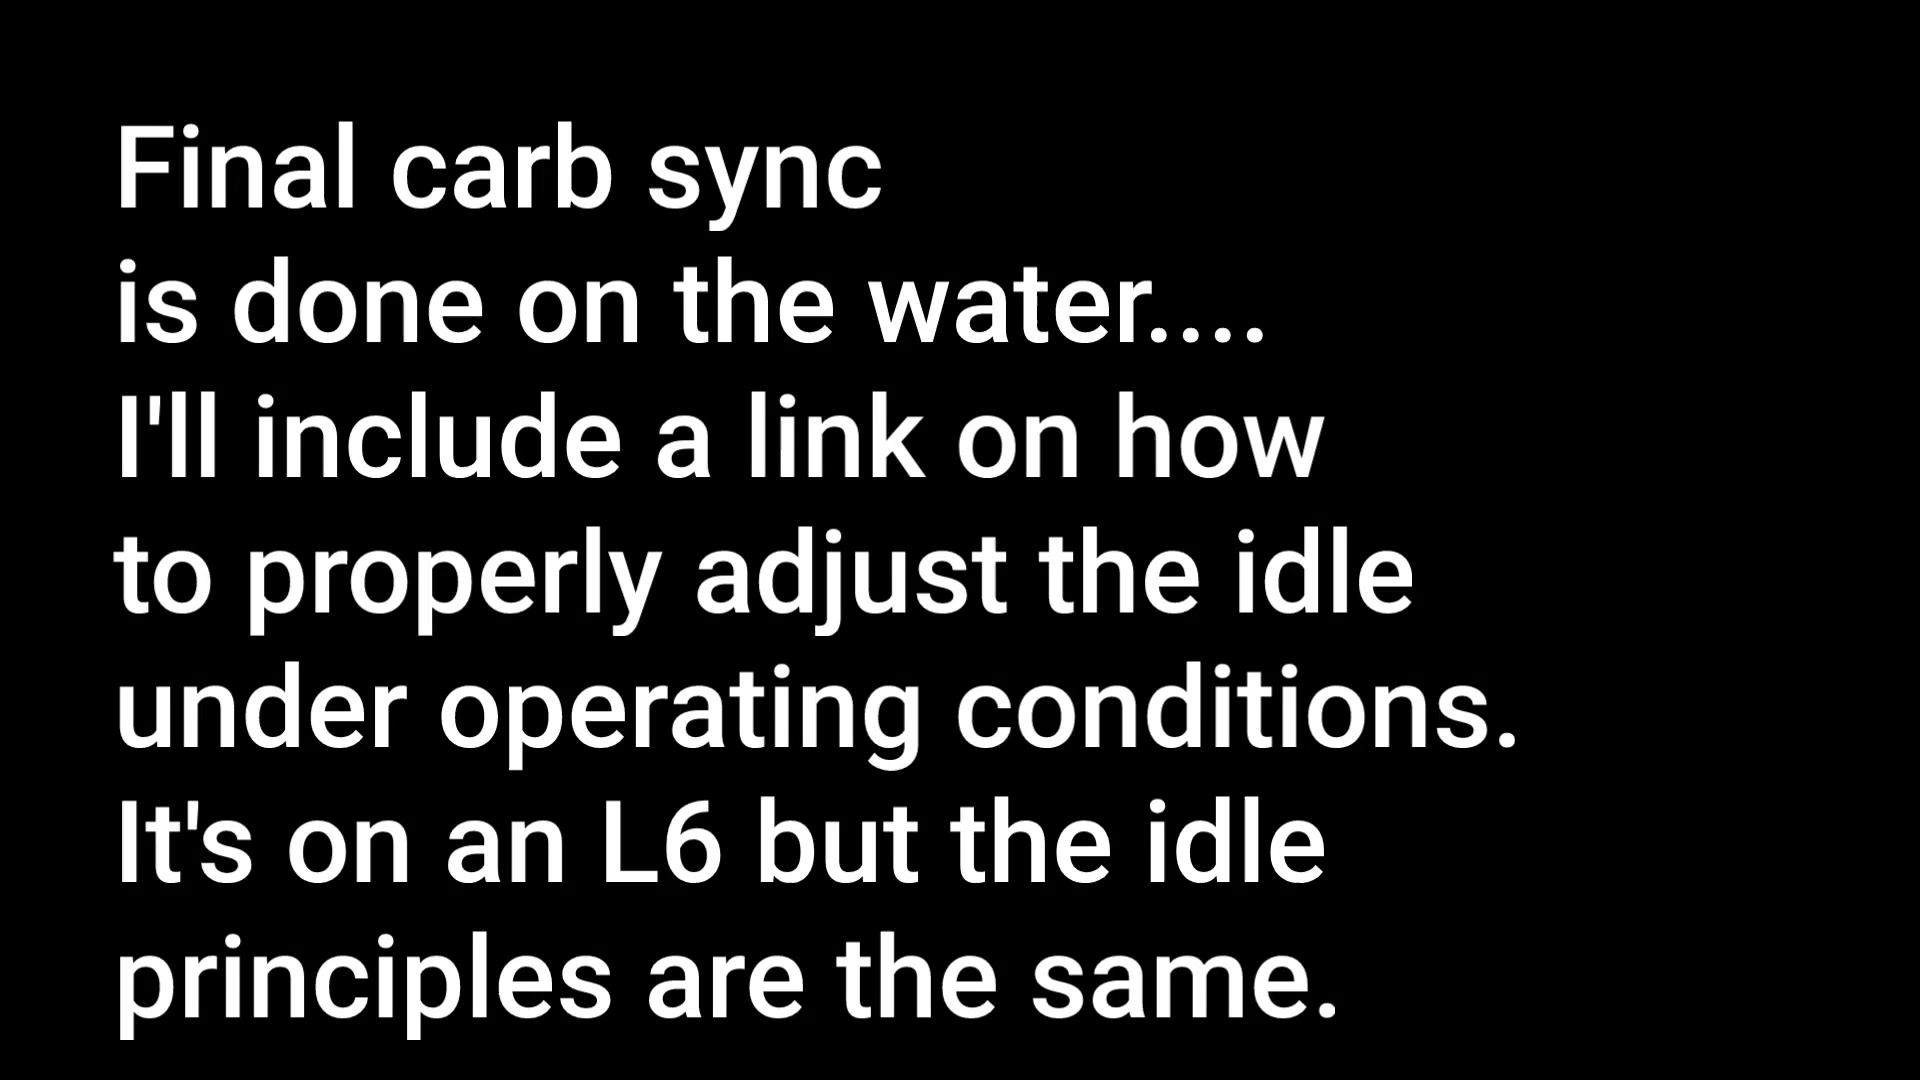 Final carb sync
is done on the water....
I'll include a link on how
to properly adjust the idle
under operating conditions.
It's on an L6 but the idle
principles are the same.